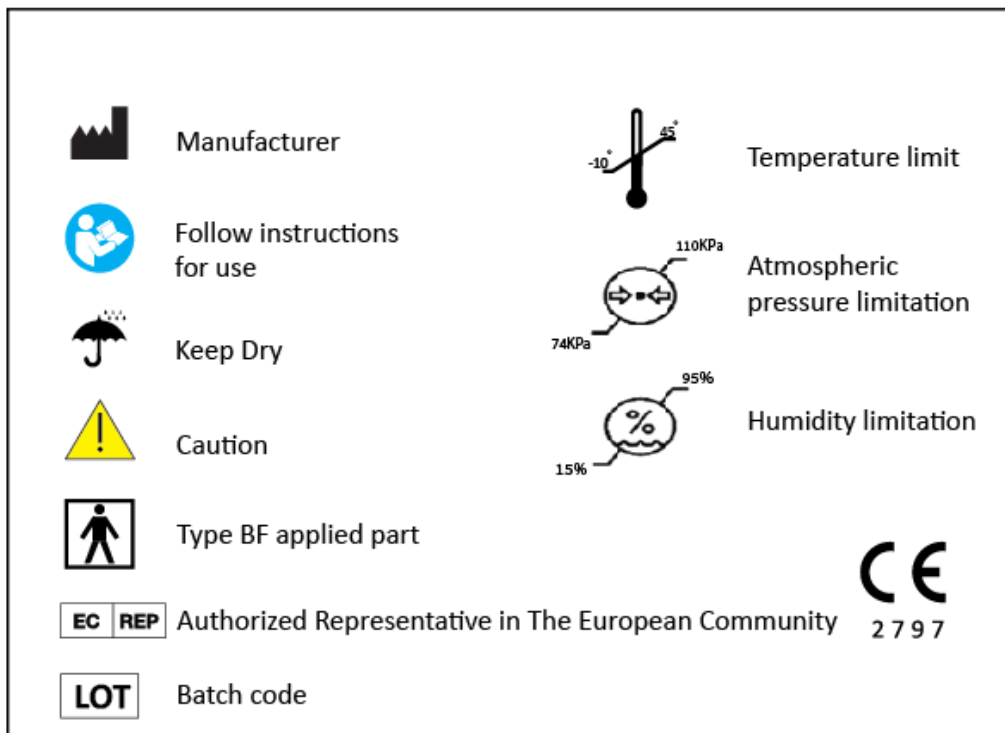 Manufacturer
Follow instructions
for use
Keep Dry
Caution
Type BF applied part
EC REP Authorized Representative in The European Community
LOT Batch code
-10° 45° Temperature limit
110KPa
74KPa
Atmospheric
pressure limitation
95%
15%
Humidity limitation
CE
2797